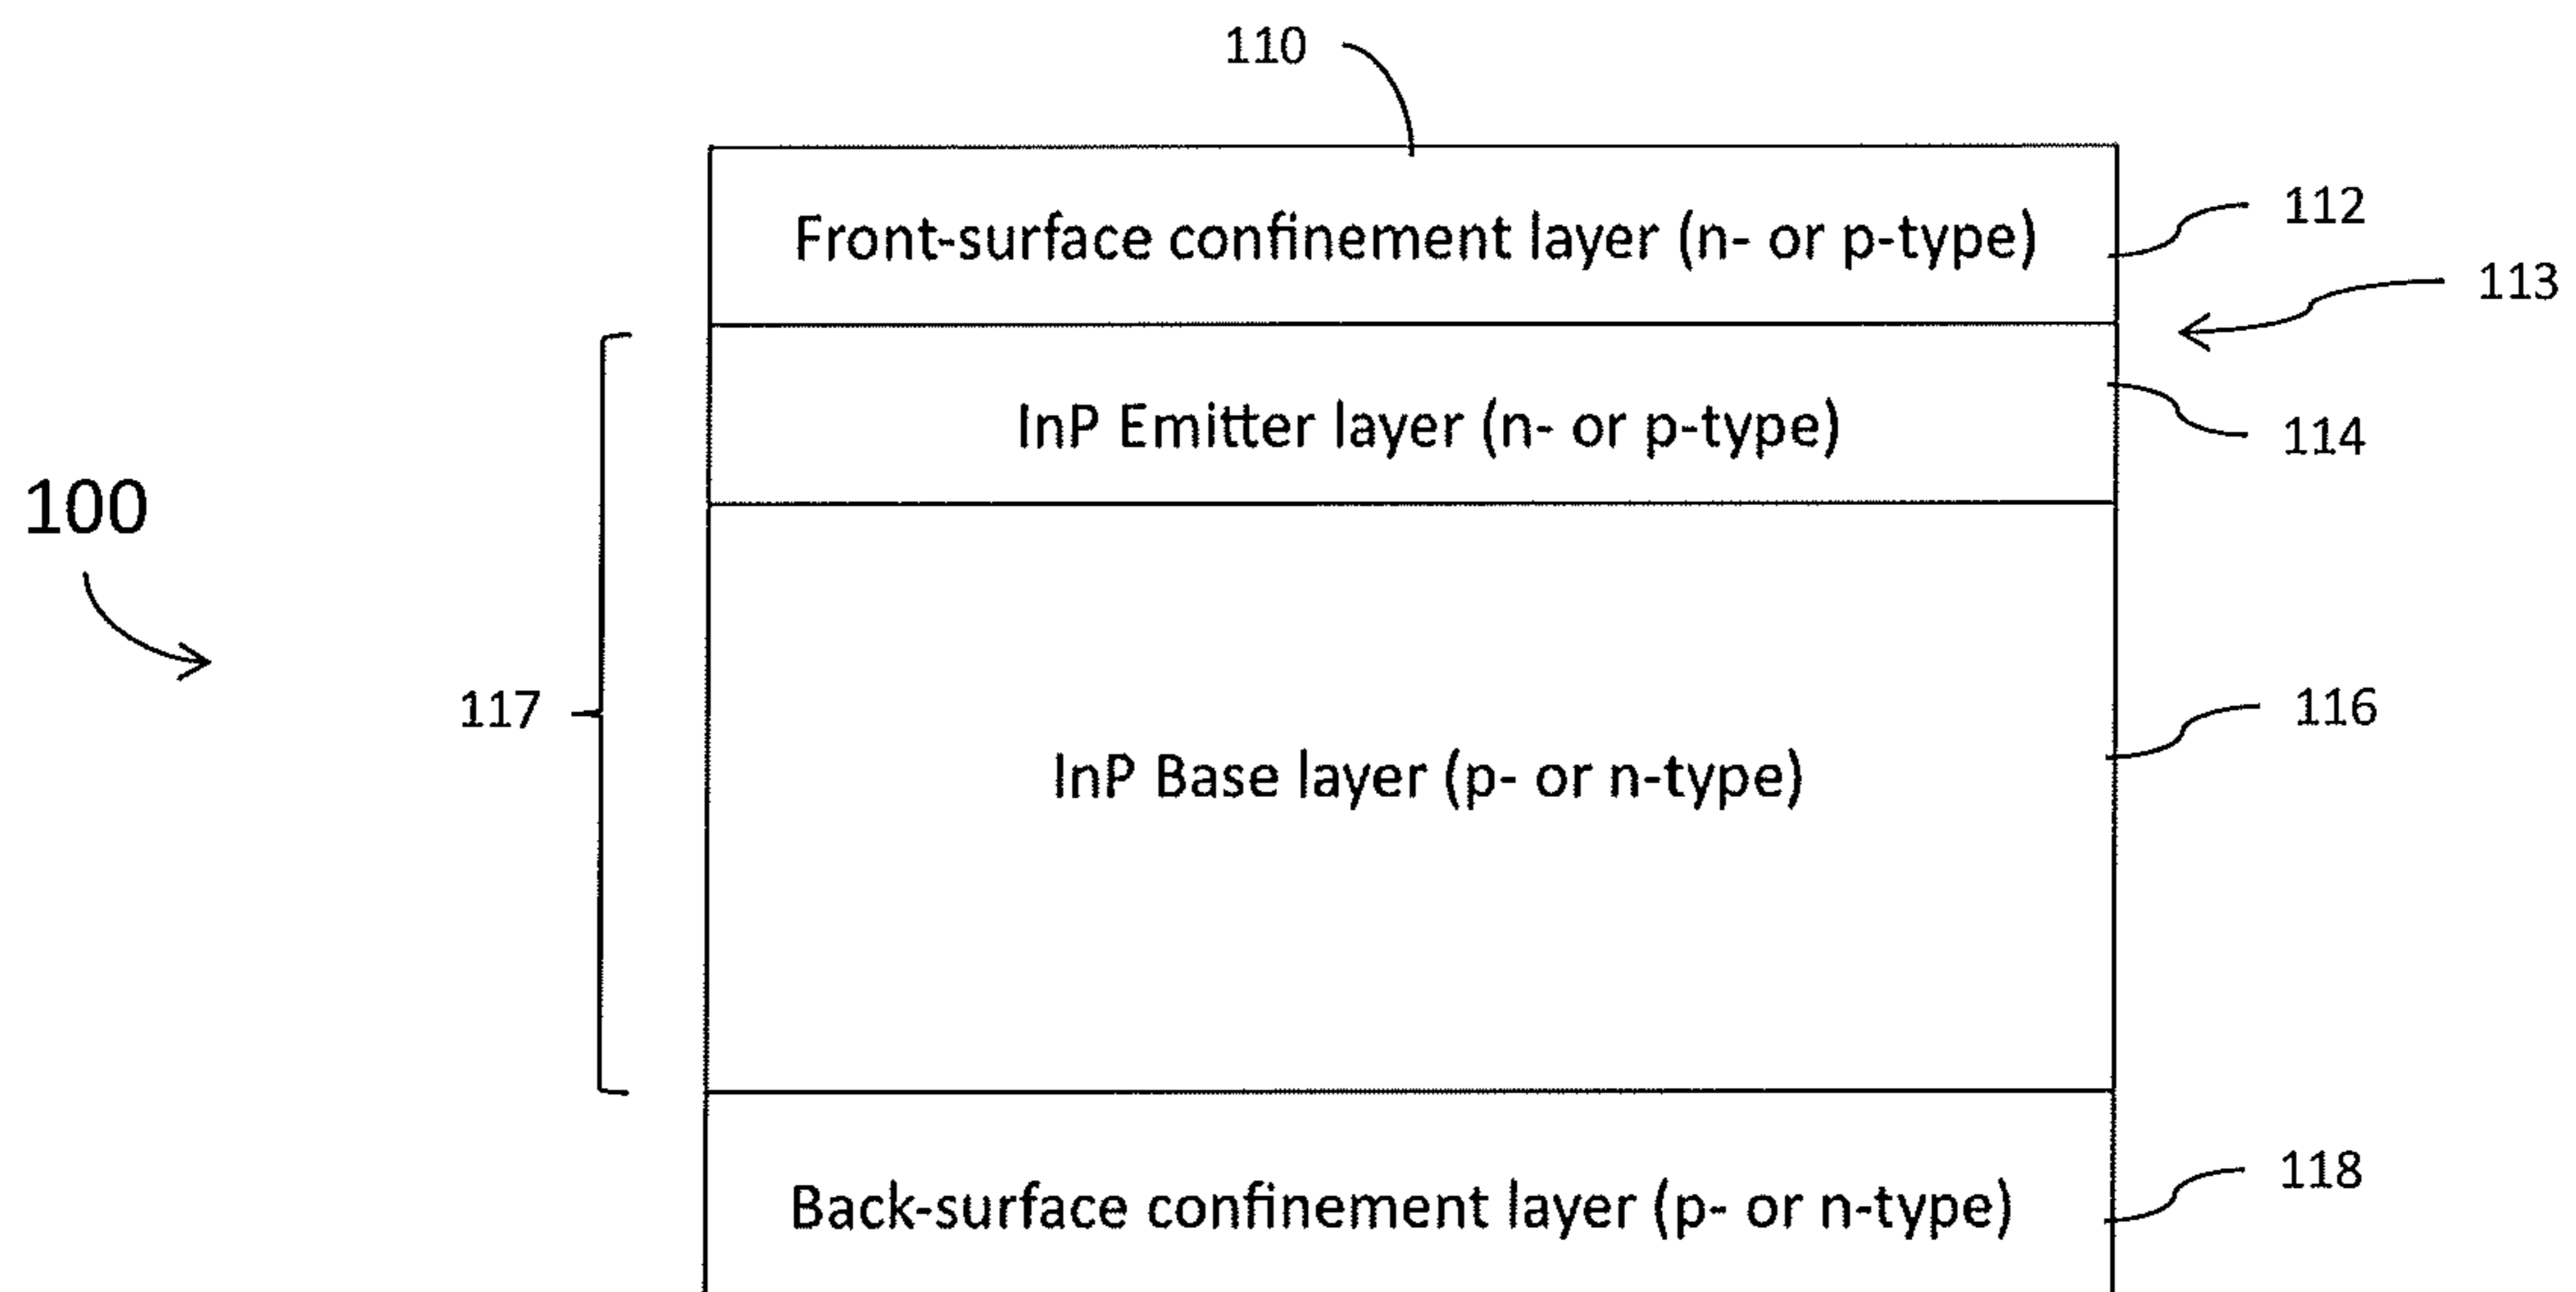 110
Front-surface confinement layer (n- or p-type)
112
113
InP Emitter layer (n- or p-type)
114
100
117
InP Base layer (p- or n-type)
116
Back-surface confinement layer (p- or n-type)
118